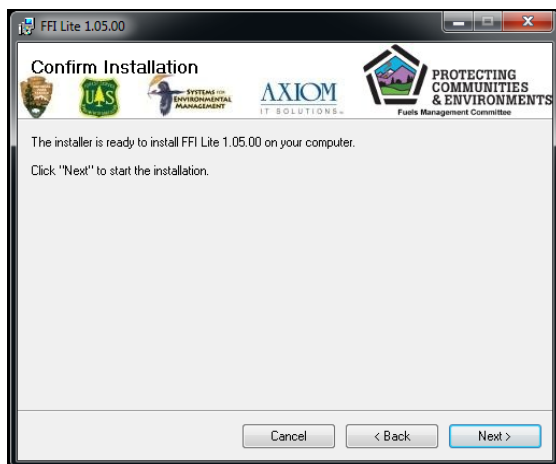 FFI Lite 1.05.00
Confirm Installation
U S
SYSTEMS FOR
ENVIRONMENTAL
MANAGEMENT
AXIOM
IT SOLUTIONS
PROTECTING
COMMUNITIES
& ENVIRONMENTS
Fuels Management Committee
The installer is ready to install FFI Lite 1.05.00 on your computer.
Click "Next" to start the installation.
Cancel
< Back
Next >